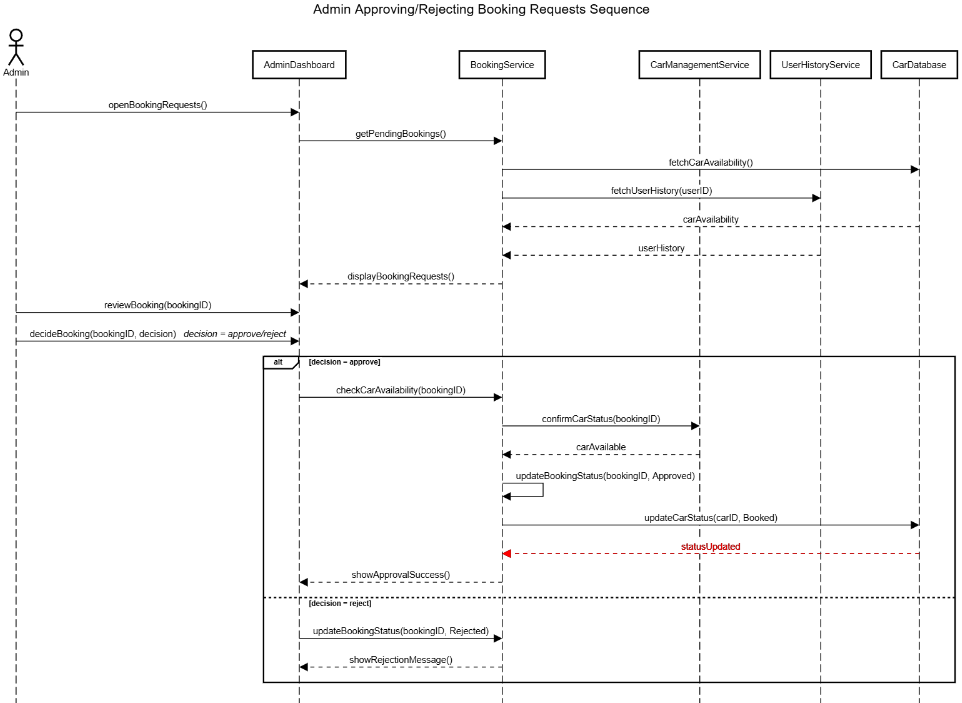 Admin Approving/Rejecting Booking Requests Sequence
Admin
AdminDashboard
BookingService
CarManagementService
UserHistoryService
CarDatabase
openBookingRequests()
getPendingBookings()
fetchCarAvailability()
fetchUserHistory(userID)
carAvailability
userHistory
displayBookingRequests()
reviewBooking(bookingID)
decideBooking(bookingID, decision) decision = approve/reject
alt [decision = approve]
checkCarAvailability(bookingID)
confirmCarStatus(bookingID)
carAvailable
updateBookingStatus(bookingID, Approved)
updateCarStatus(carID, Booked)
statusUpdated
showApprovalSuccess()
[decision = reject]
updateBookingStatus(bookingID, Rejected)
showRejectionMessage()